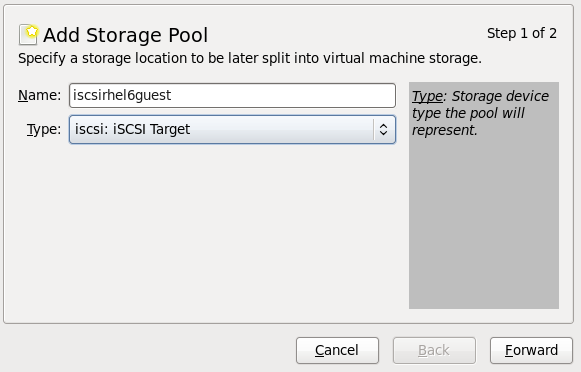 Add Storage Pool
Step 1 of 2
Specify a storage location to be later split into virtual machine storage.
Name: iscsirhel6guest
Type: iscsi: iSCSI Target
Type: Storage device
type the pool will
represent.
Cancel
Back
Forward